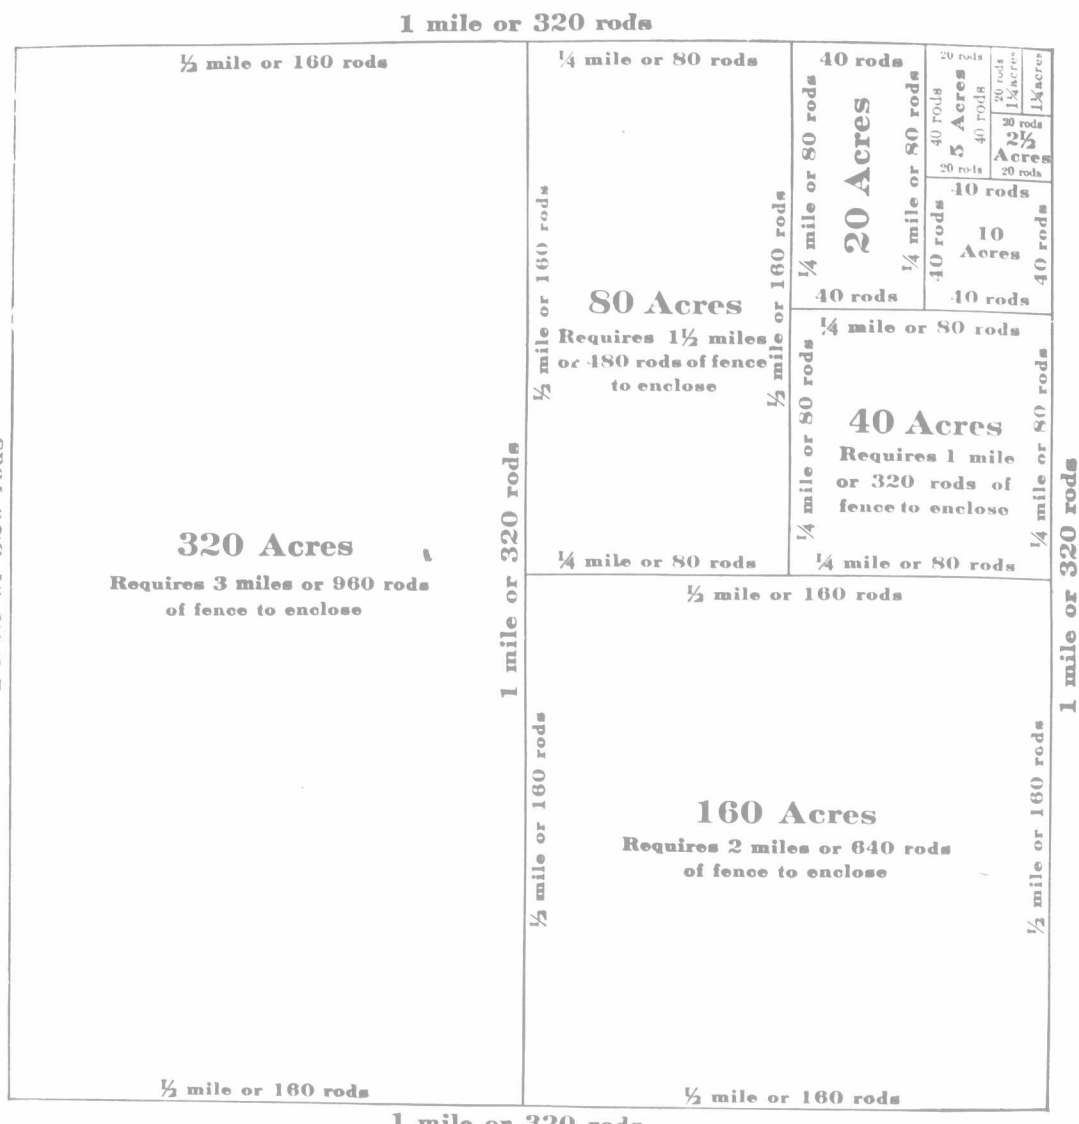 1 mile or 320 rods
½ mile or 160 rods
320 Acres
Requires 3 miles or 960 rods
of fence to enclose
½ mile or 160 rods
1 mile or 320 rods
¼ mile or 80 rods
½ mile or 160 rods
80 Acres
Requires 1½ miles
or 480 rods of fence
to enclose
½ mile or 160 rods
¼ mile or 80 rods
40 rods
¼ mile or 80 rods
20 Acres
¼ mile or 80 rods
40 rods
20 rods
40 rods
5 Acres
40 rods
20 rods
20 rods
1¼ acres
1¼ acres
20 rods
2½
Acres
20 rods
40 rods
40 rods
10
Acres
40 rods
40 rods
¼ mile or 80 rods
¼ mile or 80 rods
40 Acres
Requires 1 mile
or 320 rods of
fence to enclose
¼ mile or 80 rods
¼ mile or 80 rods
½ mile or 160 rods
½ mile or 160 rods
160 Acres
Requires 2 miles or 640 rods
of fence to enclose
½ mile or 160 rods
½ mile or 160 rods
1 mile or 320 rods
1 mile or 320 rods